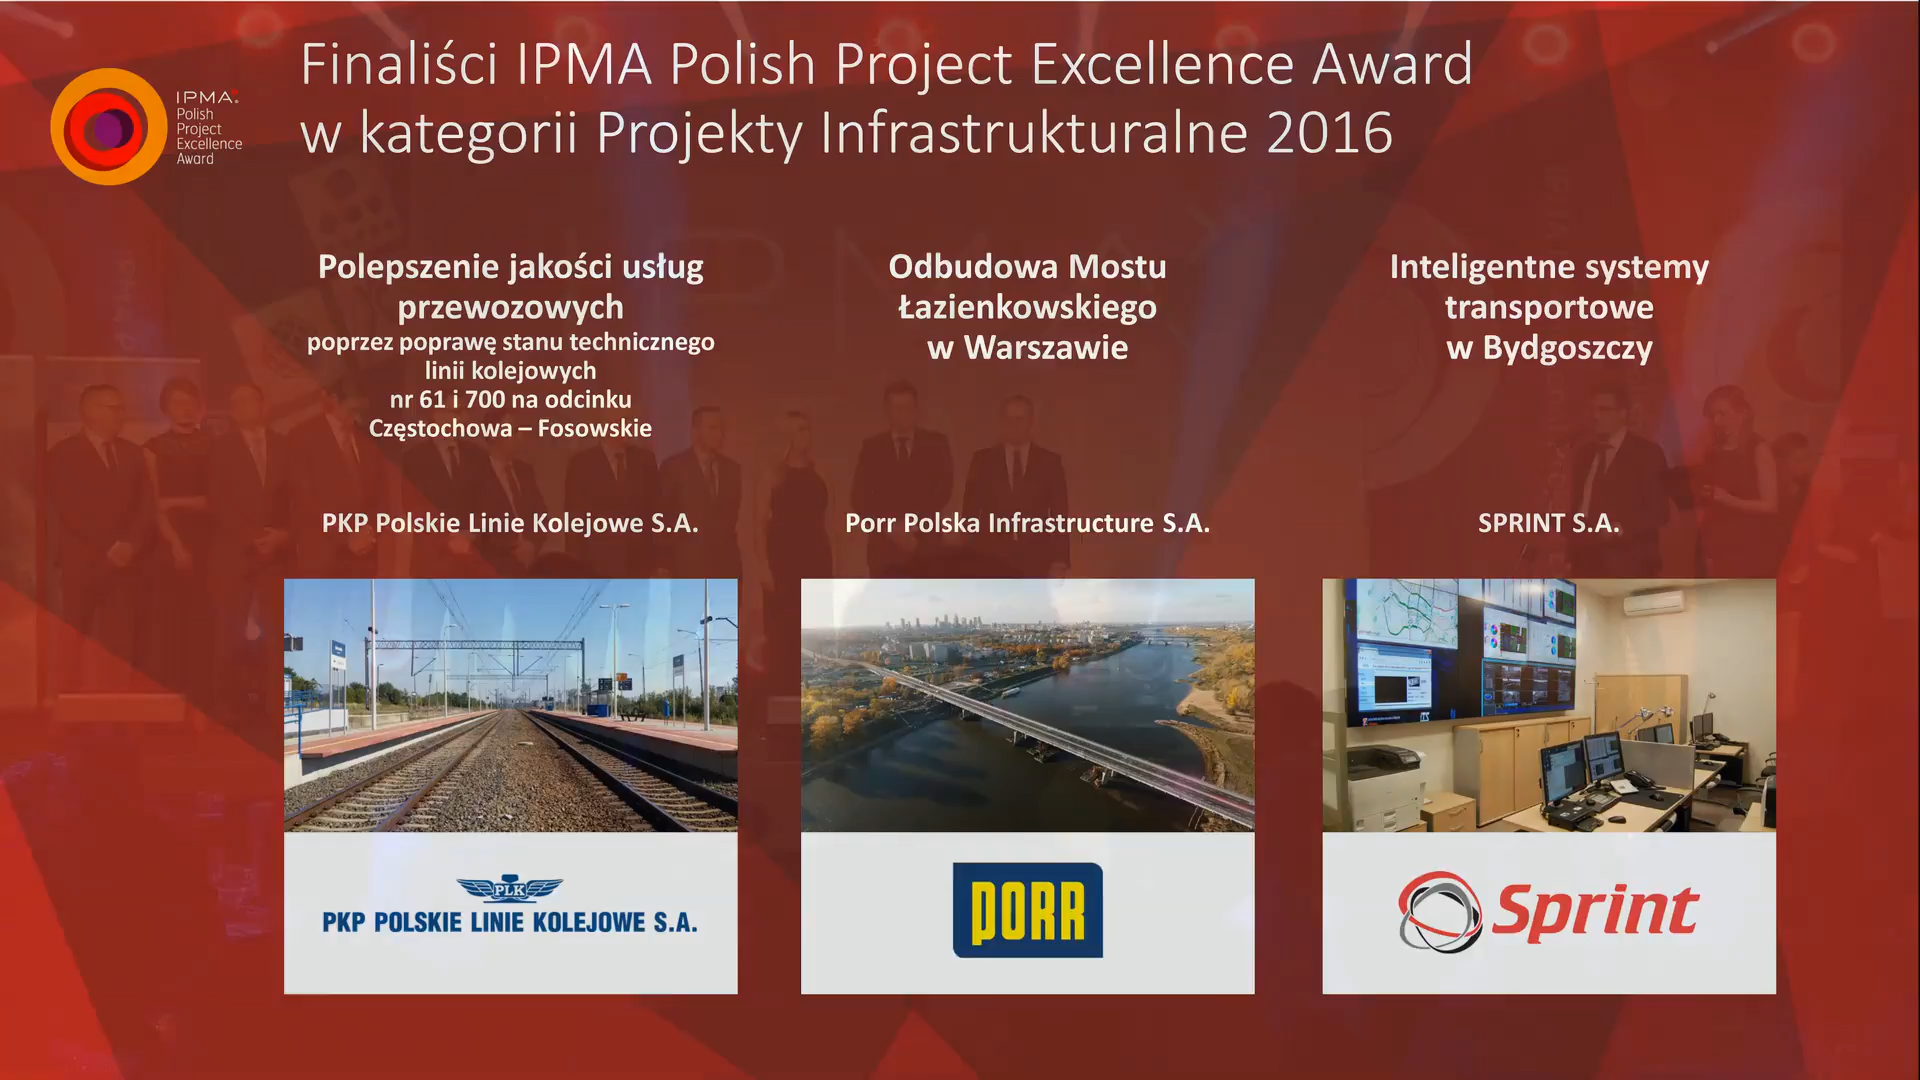 IPMA.
Polish
Project
Excellence
Award
Finaliści IPMA Polish Project Excellence Award
w kategorii Projekty Infrastrukturalne 2016
Polepszenie jakości usług
przewozowych
poprzez poprawę stanu technicznego
linii kolejowych
nr 61 i 700 na odcinku
Częstochowa – Fosowskie
PKP Polskie Linie Kolejowe S.A.
PLK
PKP POLSKIE LINIE KOLEJOWE S.A.
Odbudowa Mostu
Łazienkowskiego
w Warszawie
Porr Polska Infrastructure S.A.
PORR
Inteligentne systemy
transportowe
w Bydgoszczy
SPRINT S.A.
ITS
Sprint